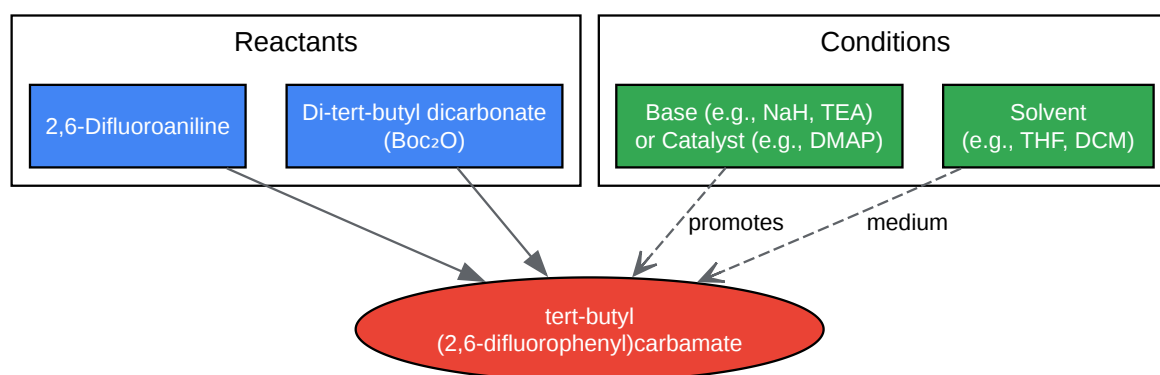 Reactants
Conditions
2,6-Difluoroaniline
Di-tert-butyl dicarbonate
(Boc₂O)
Base (e.g., NaH, TEA)
or Catalyst (e.g., DMAP)
Solvent
(e.g., THF, DCM)
promotes
medium
tert-butyl
(2,6-difluorophenyl)carbamate